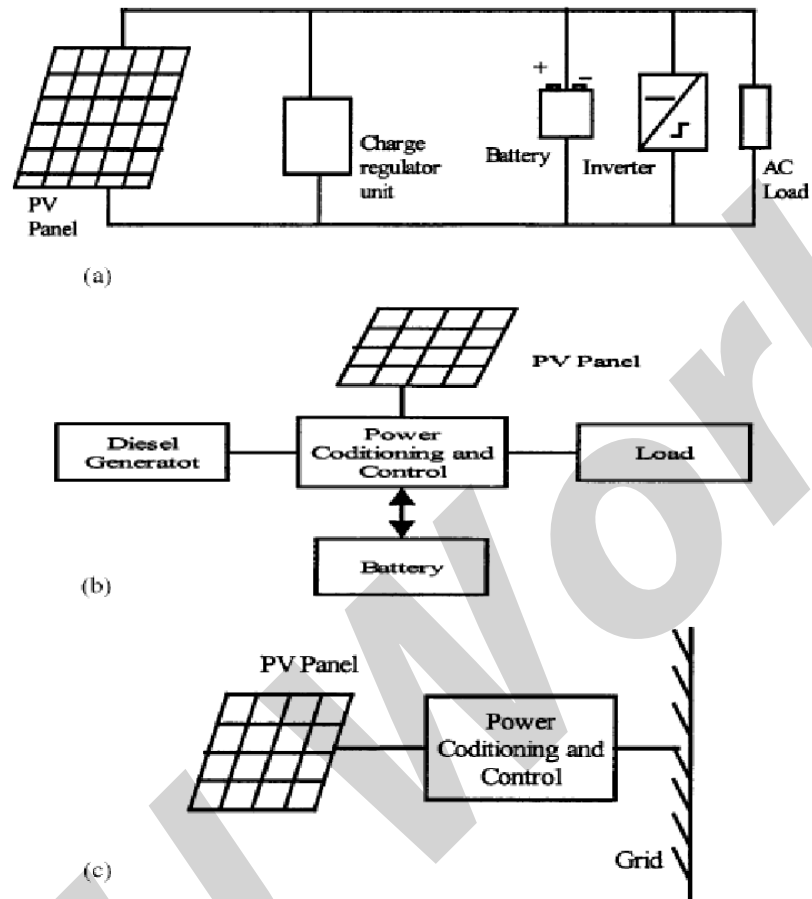 + −
Charge
regulator
unit
Battery
Inverter
AC
Load
PV
Panel
(a)
PV Panel
Diesel
Generatot
Power
Coditioning and
Control
Load
Battery
(b)
PV Panel
Power
Coditioning and
Control
Grid
(c)